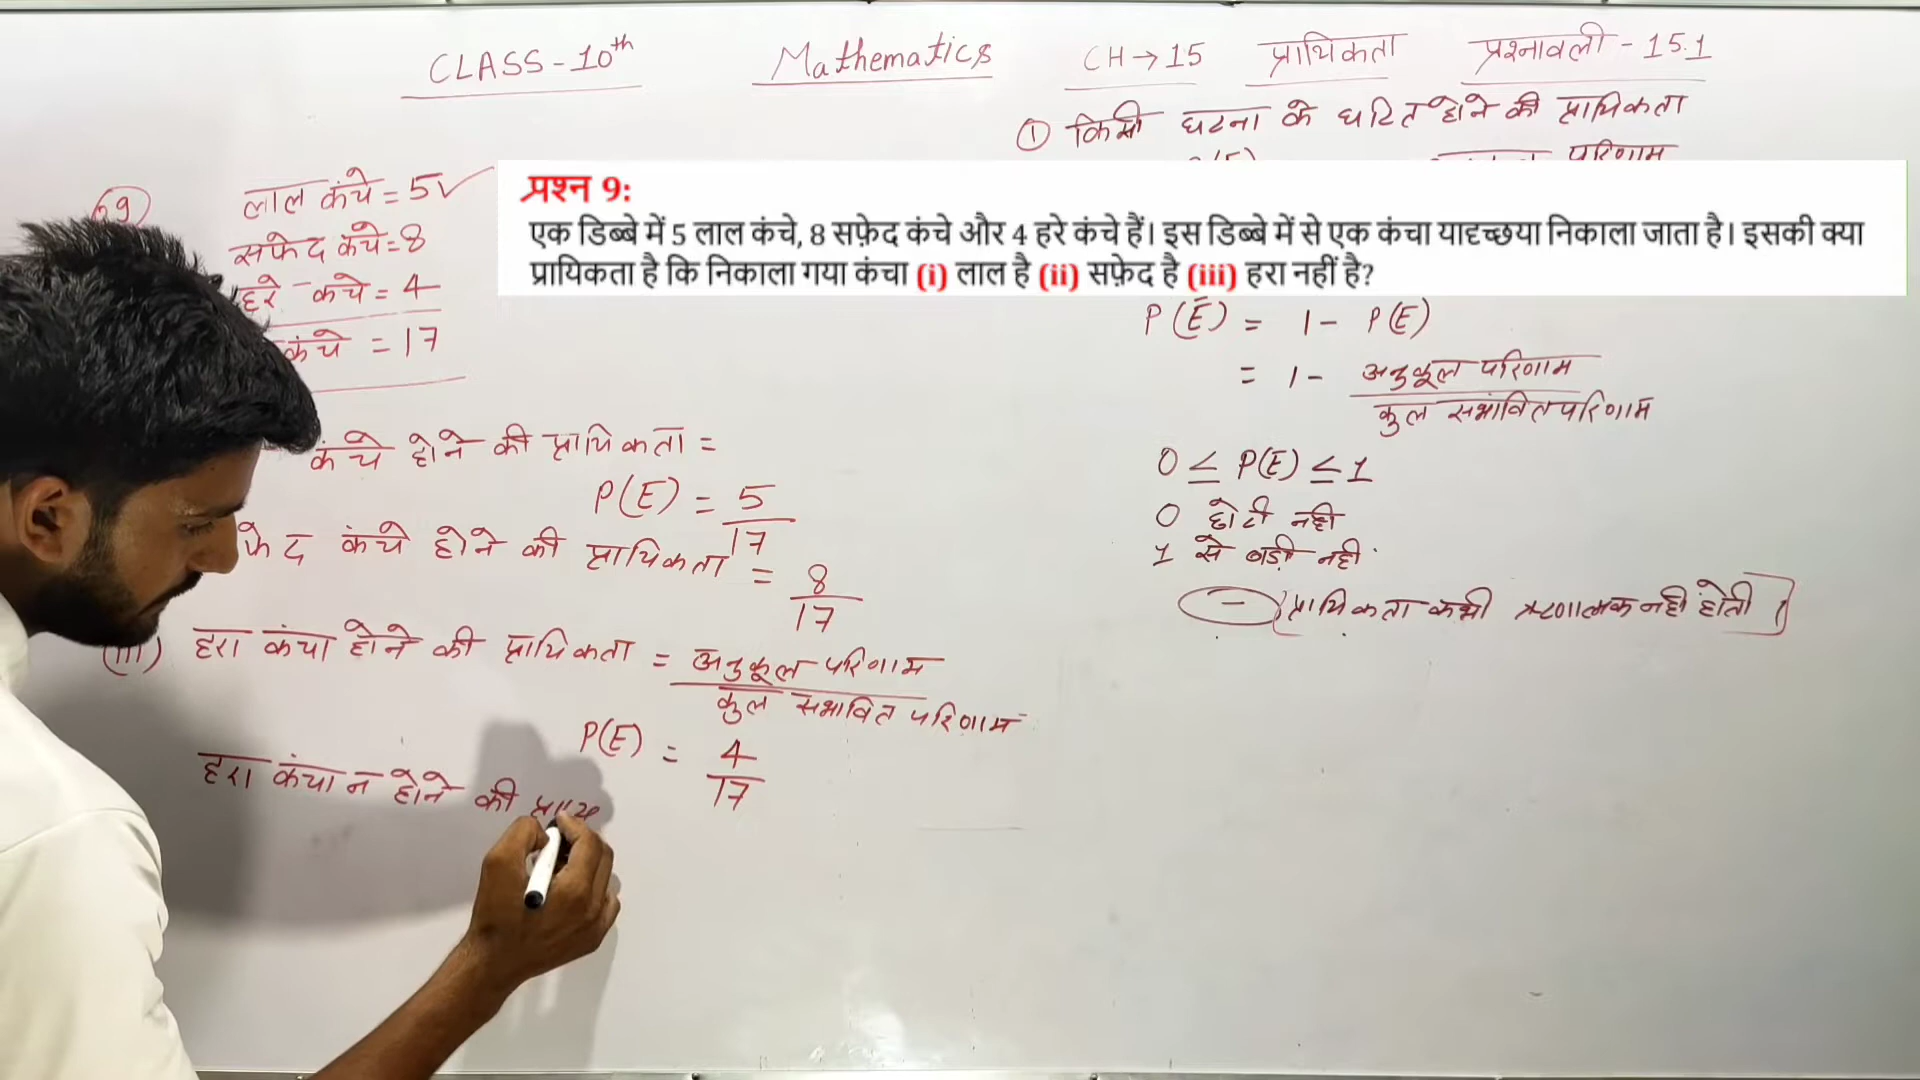 CLASS-10th Mathematics CH→15 प्रायिकता प्रश्नावली-15.1
① किसी घटना के घटित होने की प्रायिकता
परिणाम
प्रश्न 9:
एक डिब्बे में 5 लाल कंचे, 8 सफ़ेद कंचे और 4 हरे कंचे हैं। इस डिब्बे में से एक कंचा यादृच्छया निकाला जाता है। इसकी क्या
प्रायिकता है कि निकाला गया कंचा (i) लाल है (ii) सफ़ेद है (iii) हरा नहीं है?
लाल कंचे = 5 ✓
सफेद कंचे = 8
हरे कंचे = 4
कंचे = 17
कंचे होने की प्रायिकता =
P(E) = 5/17
फेद कंचे होने की प्रायिकता = 8/17
(iii) हरा कंचा होने की प्रायिकता = अनुकूल परिणाम
कुल सभांवित परिणाम
P(E) = 4/17
हरा कंचा न होने की प्राय
P(Ē) = 1 - P(E)
= 1 - अनुकूल परिणाम
कुल सभांवित परिणाम
0 ≤ P(E) ≤ 1
0 छोटी नही
1 से बड़ी नही
- [प्रायिकता कभी ऋणात्मक नही होती]